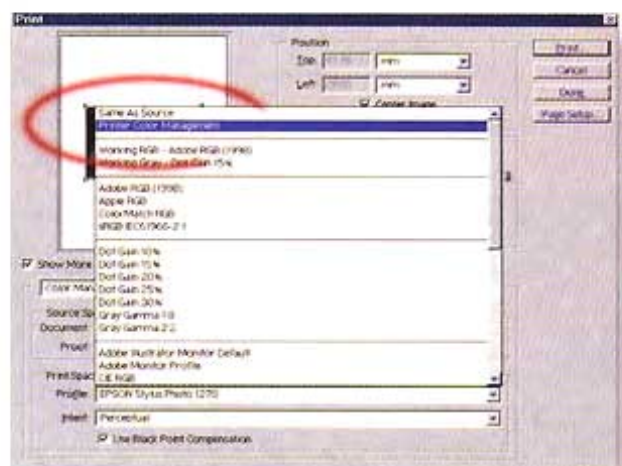 Print
Position
Top: mm
Left: mm
Center Image
Print...
Cancel
Done
Page Setup...
Same As Source
Printer Color Management
Working RGB - Adobe RGB (1998)
Working Gray - Dot Gain 15%
Adobe RGB (1998)
Apple RGB
ColorMatch RGB
sRGB IEC61966-2.1
Dot Gain 10%
Dot Gain 15%
Dot Gain 20%
Dot Gain 25%
Dot Gain 30%
Gray Gamma 1.8
Gray Gamma 2.2
Adobe Illustrator Monitor Default
Adobe Monitor Profile
CIE RGB
Show More
Color Man
Source Sp
Document
Proof
Print Spac
Profile: EPSON Stylus Photo 1270
Intent: Perceptual
Use Black Point Compensation